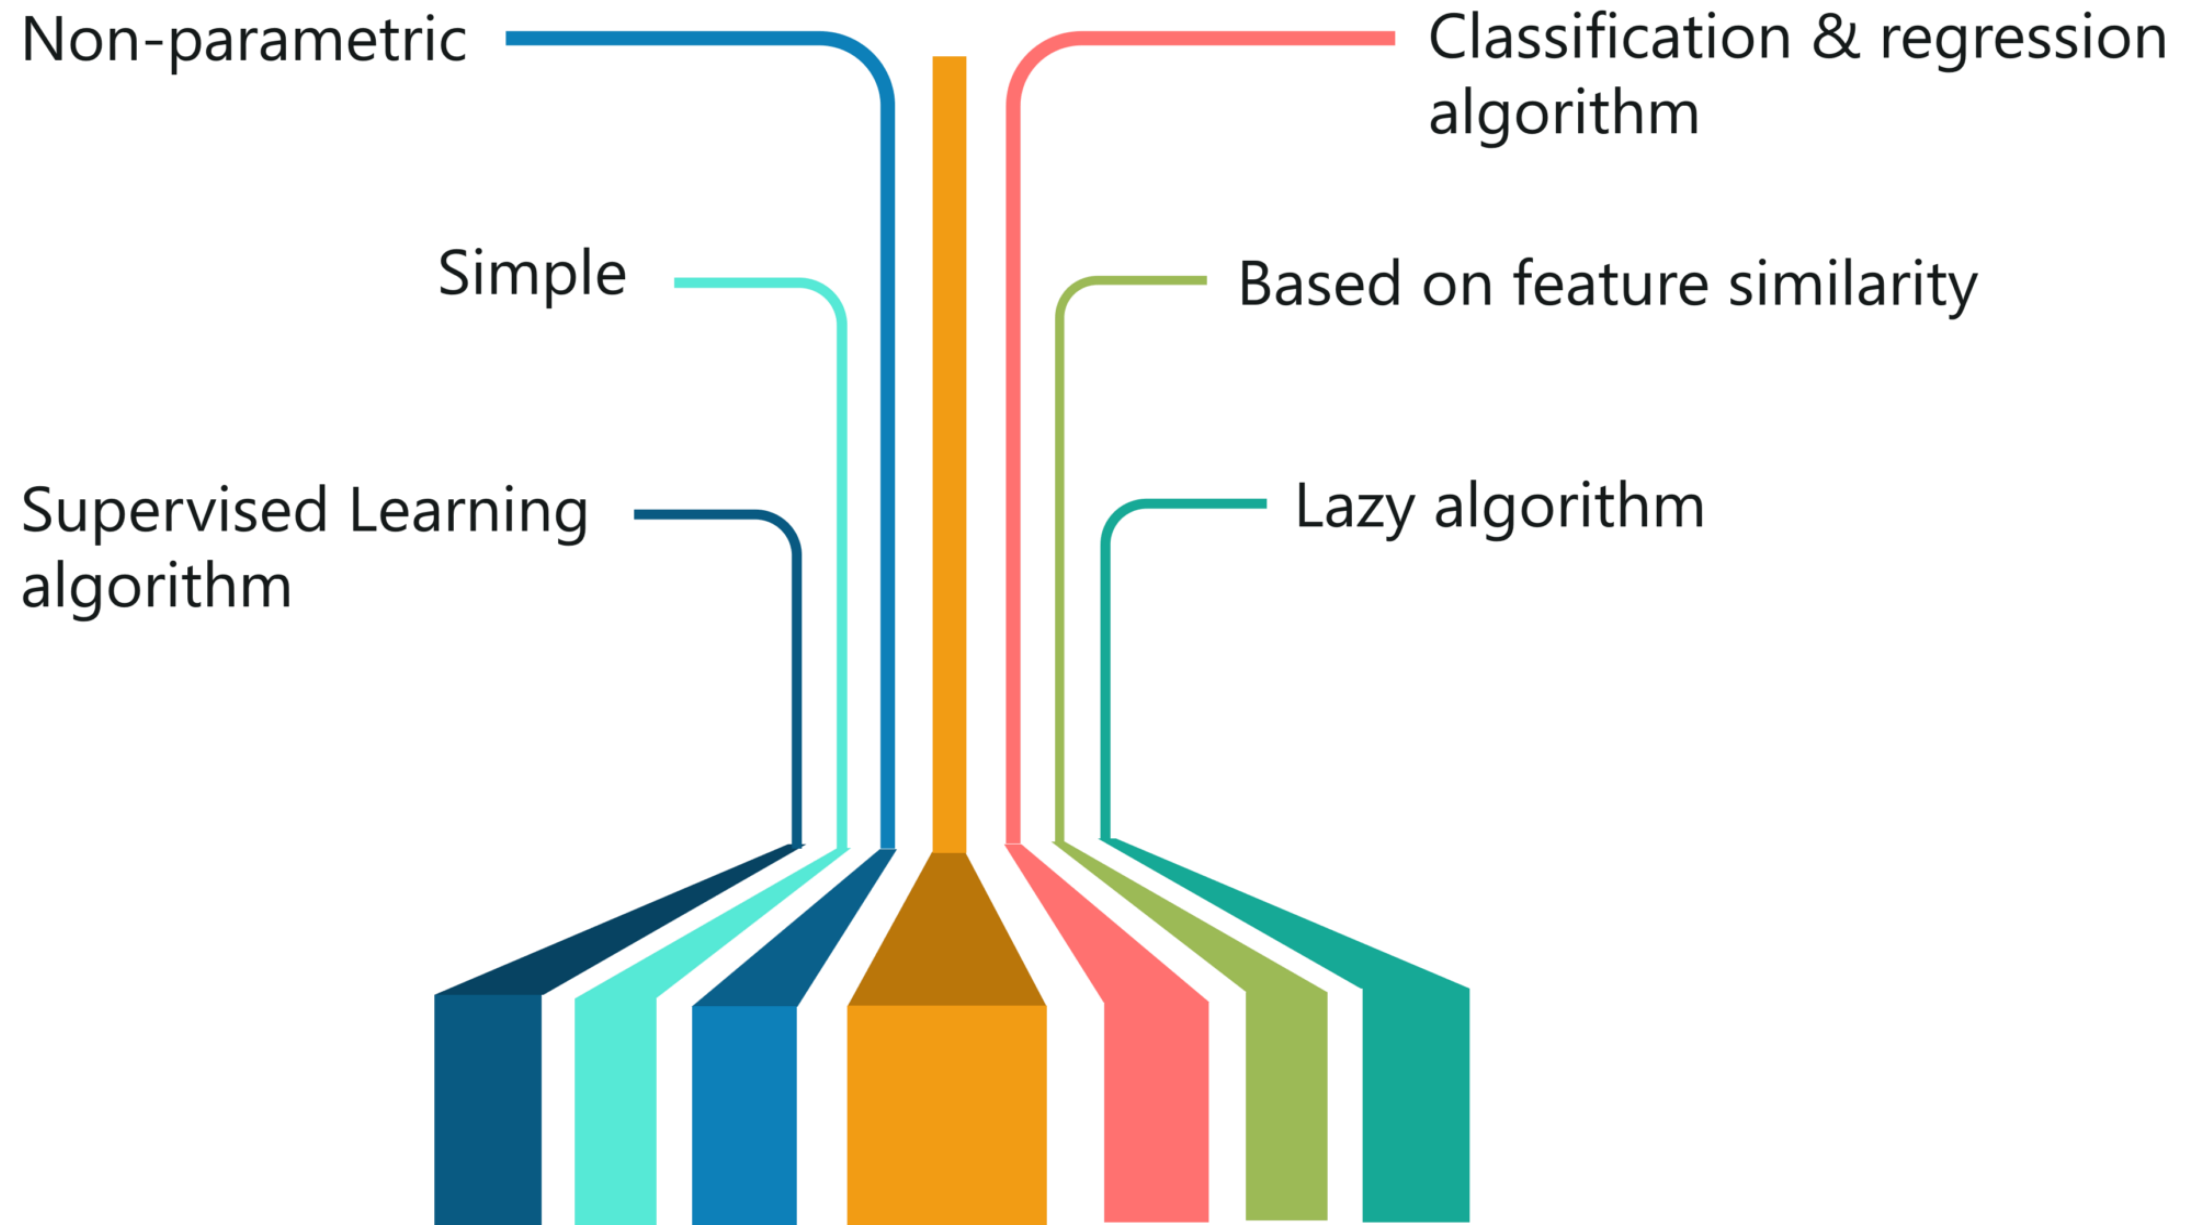 Non-parametric
Classification & regression
algorithm
Simple
Based on feature similarity
Supervised Learning
algorithm
Lazy algorithm